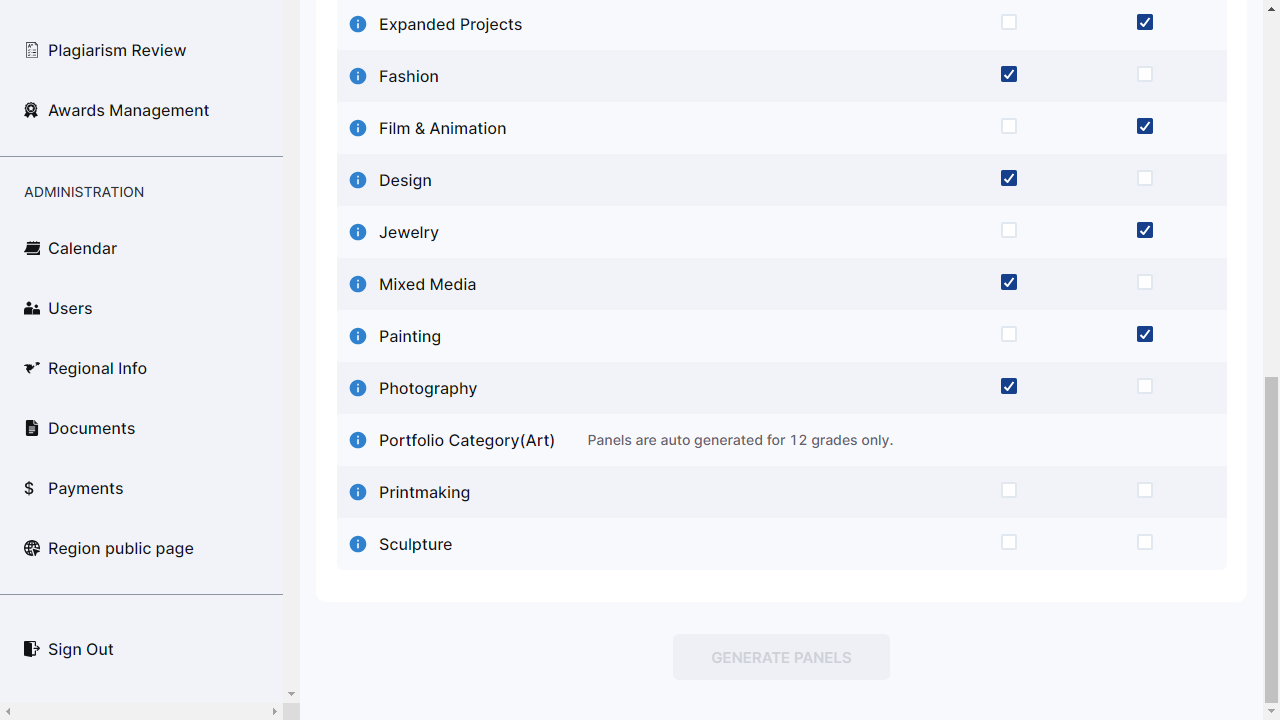 Plagiarism Review
Awards Management
ADMINISTRATION
Calendar
Users
Regional Info
Documents
$ Payments
Region public page
Sign Out
Expanded Projects
Fashion
Film & Animation
Design
Jewelry
Mixed Media
Painting
Photography
Portfolio Category(Art) Panels are auto generated for 12 grades only.
Printmaking
Sculpture
GENERATE PANELS